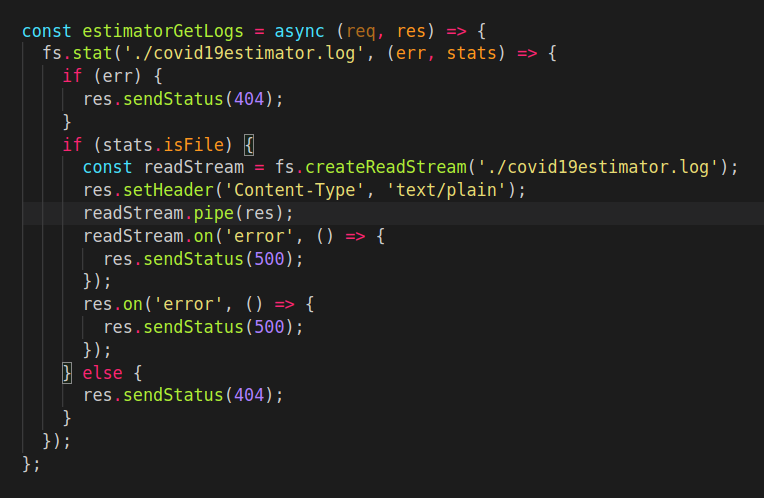 const estimatorGetLogs = async (req, res) => {
  fs.stat('./covid19estimator.log', (err, stats) => {
    if (err) {
      res.sendStatus(404);
    }
    if (stats.isFile) {
      const readStream = fs.createReadStream('./covid19estimator.log');
      res.setHeader('Content-Type', 'text/plain');
      readStream.pipe(res);
      readStream.on('error', () => {
        res.sendStatus(500);
      });
      res.on('error', () => {
        res.sendStatus(500);
      });
    } else {
      res.sendStatus(404);
    }
  });
};